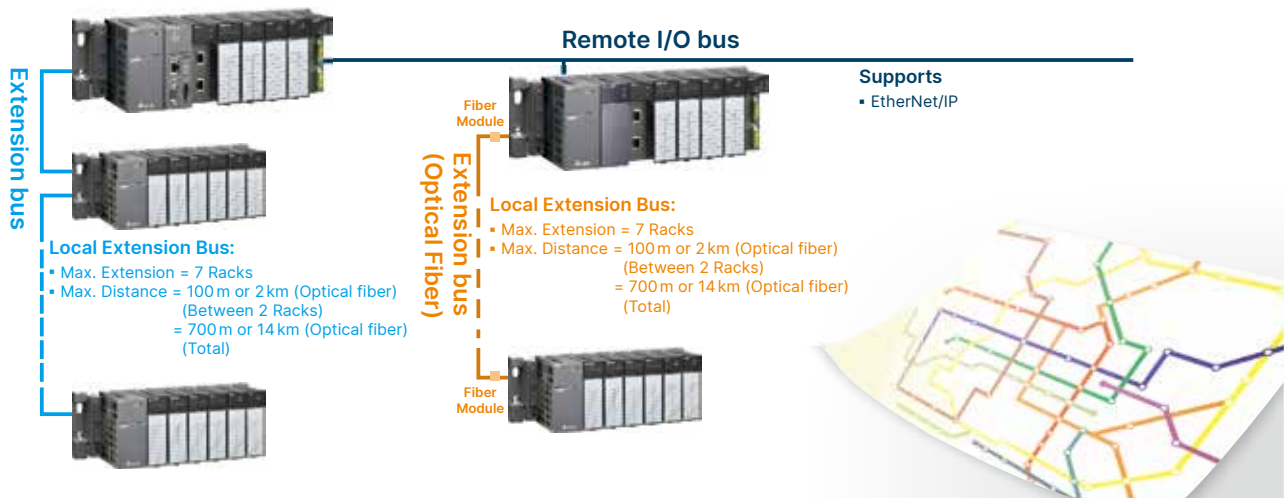 Remote I/O bus
Supports
▪ EtherNet/IP
Extension bus
Local Extension Bus:
▪ Max. Extension = 7 Racks
▪ Max. Distance = 100 m or 2 km (Optical fiber)
(Between 2 Racks)
= 700 m or 14 km (Optical fiber)
(Total)
Fiber
Module
Extension bus
(Optical Fiber)
Local Extension Bus:
▪ Max. Extension = 7 Racks
▪ Max. Distance = 100 m or 2 km (Optical fiber)
(Between 2 Racks)
= 700 m or 14 km (Optical fiber)
(Total)
Fiber
Module